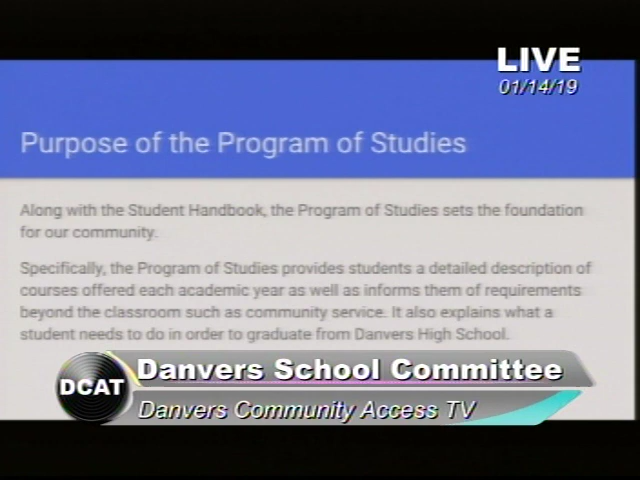 LIVE
01/14/19
Purpose of the Program of Studies
Along with the Student Handbook, the Program of Studies sets the foundation
for our community.
Specifically, the Program of Studies provides students a detailed description of
courses offered each academic year as well as informs them of requirements
beyond the classroom such as community service. It also explains what a
student needs to do in order to graduate from Danvers High School.
DCAT
Danvers School Committee
Danvers Community Access TV